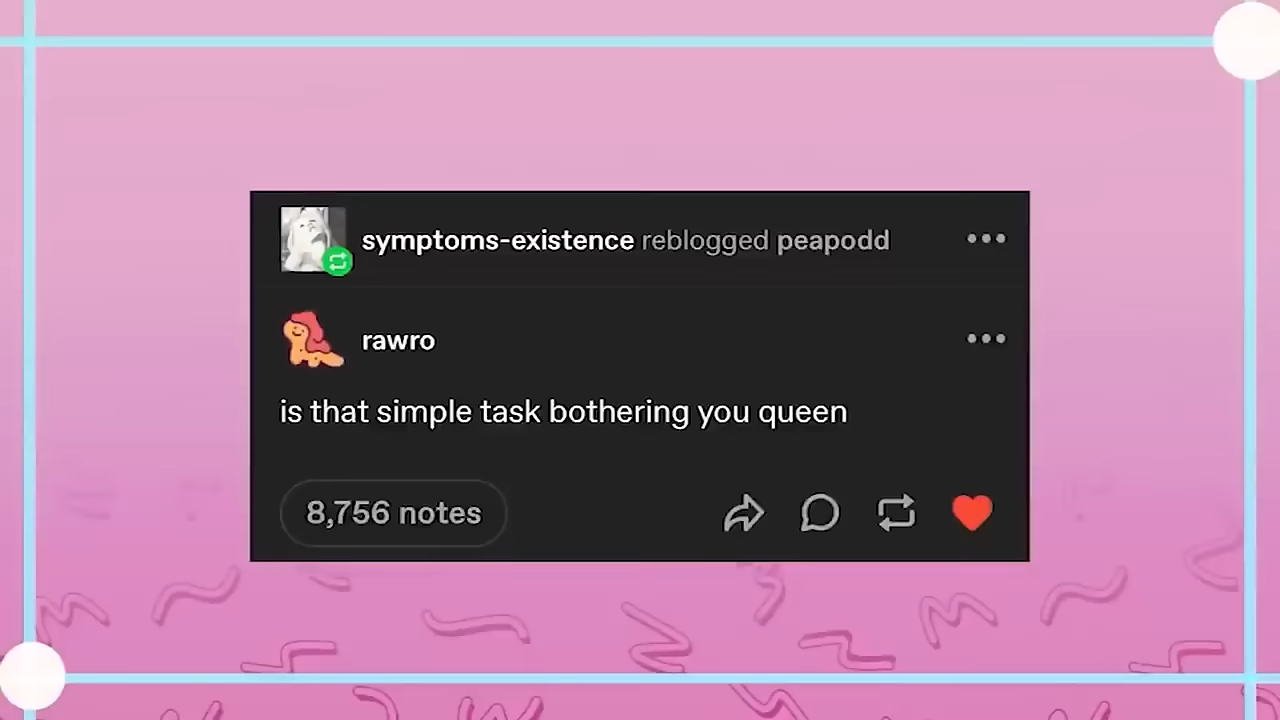 symptoms-existence reblogged peapodd
rawro
is that simple task bothering you queen
8,756 notes